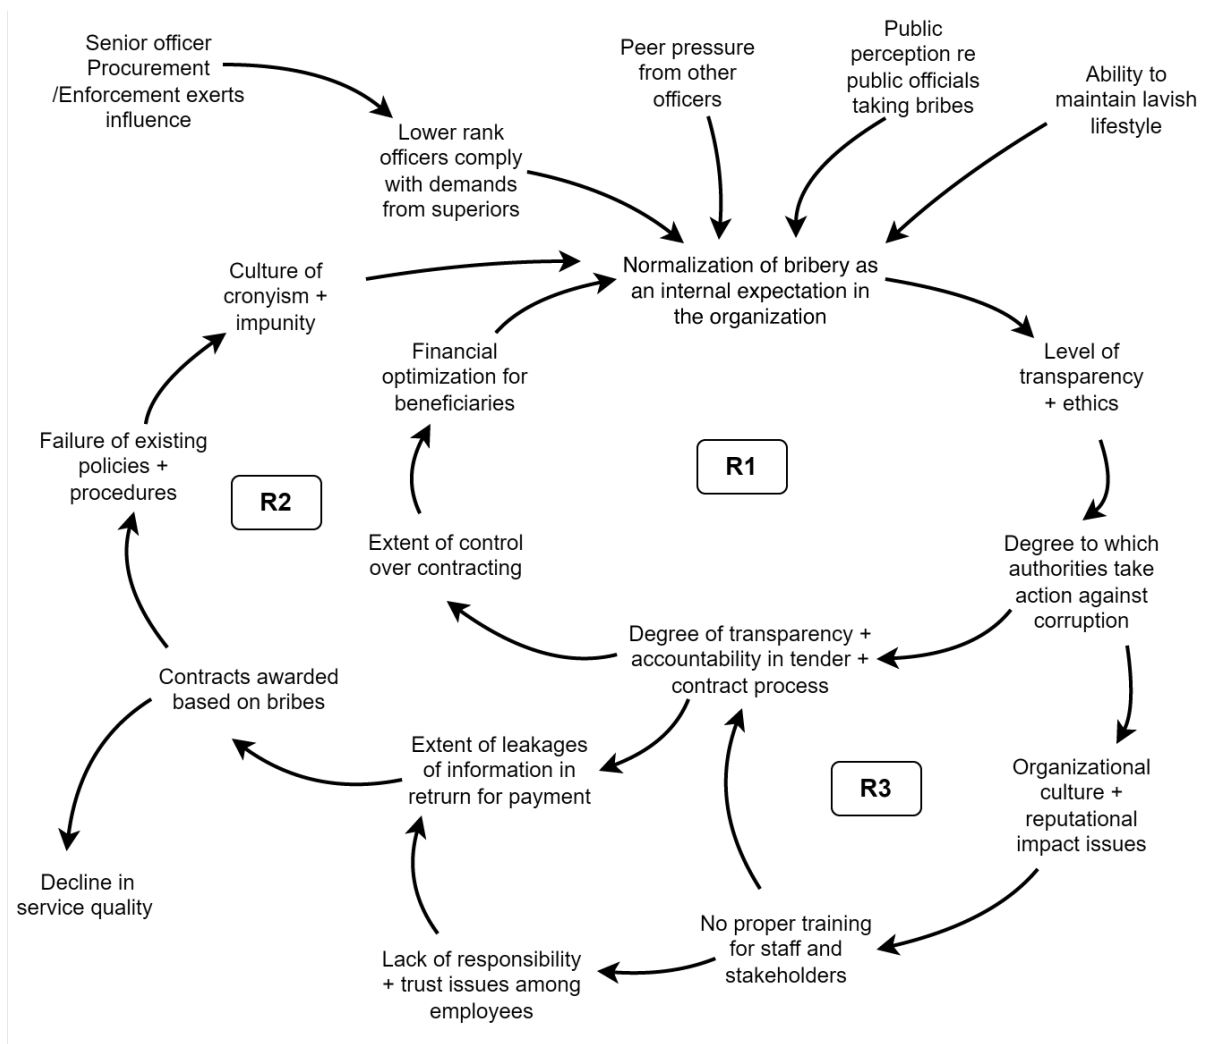 Senior officer
Procurement
/Enforcement exerts
influence
Peer pressure
from other
officers
Public
perception re
public officials
taking bribes
Ability to
maintain lavish
lifestyle
Lower rank
officers comply
with demands
from superiors
Culture of
cronyism +
impunity
Normalization of bribery as
an internal expectation in
the organization
Financial
optimization for
beneficiaries
Level of
transparency
+ ethics
Failure of existing
policies +
procedures
R2
R1
Extent of control
over contracting
Degree to which
authorities take
action against
corruption
Degree of transparency +
accountability in tender +
contract process
Contracts awarded
based on bribes
Extent of leakages
of information in
retrurn for payment
R3
Organizational
culture +
reputational
impact issues
Decline in
service quality
No proper training
for staff and
stakeholders
Lack of responsibility
+ trust issues among
employees